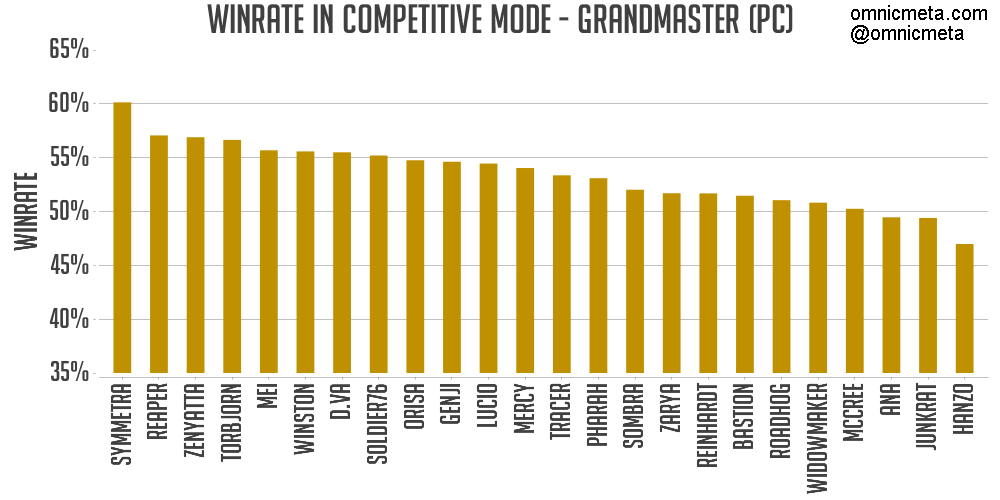 WINRATE IN COMPETITIVE MODE - GRANDMASTER (PC)
omnicmeta.com
@omnicmeta
65%
60%
55%
50%
45%
40%
35%
WINRATE
SYMMETRA
REAPER
ZENYATTA
TORBJORN
MEI
WINSTON
D.VA
SOLDIER76
ORISA
GENJI
LUCIO
MERCY
TRACER
PHARAH
SOMBRA
ZARYA
REINHARDT
BASTION
ROADHOG
WIDOWMAKER
MCCREE
ANA
JUNKRAT
HANZO